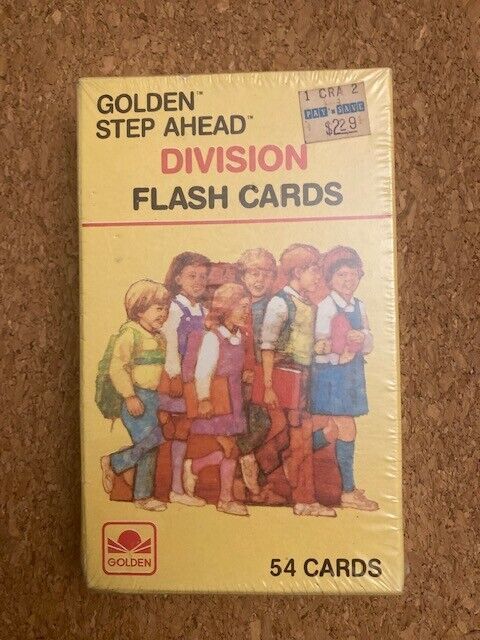 GOLDEN™
STEP AHEAD™
DIVISION
FLASH CARDS
1 CRA 2
PAY·SAVE
$2.29
GOLDEN
54 CARDS